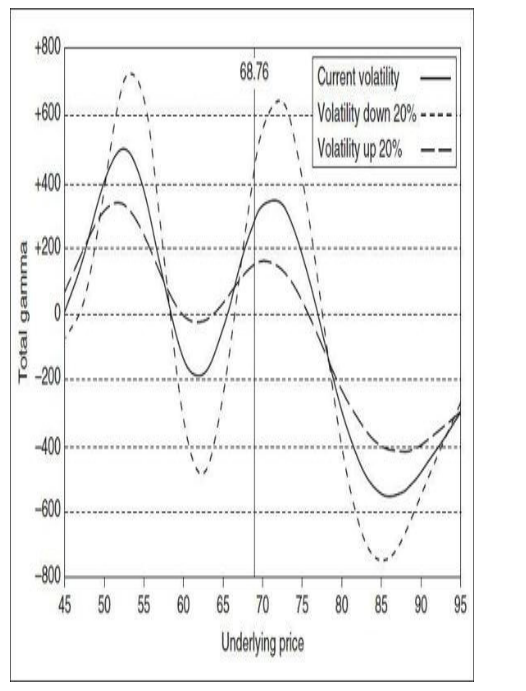 +800
68.76
Current volatility
Volatility down 20%
Volatility up 20%
+600
+400
+200
0
−200
−400
−600
−800
Total gamma
45 50 55 60 65 70 75 80 85 90 95
Underlying price